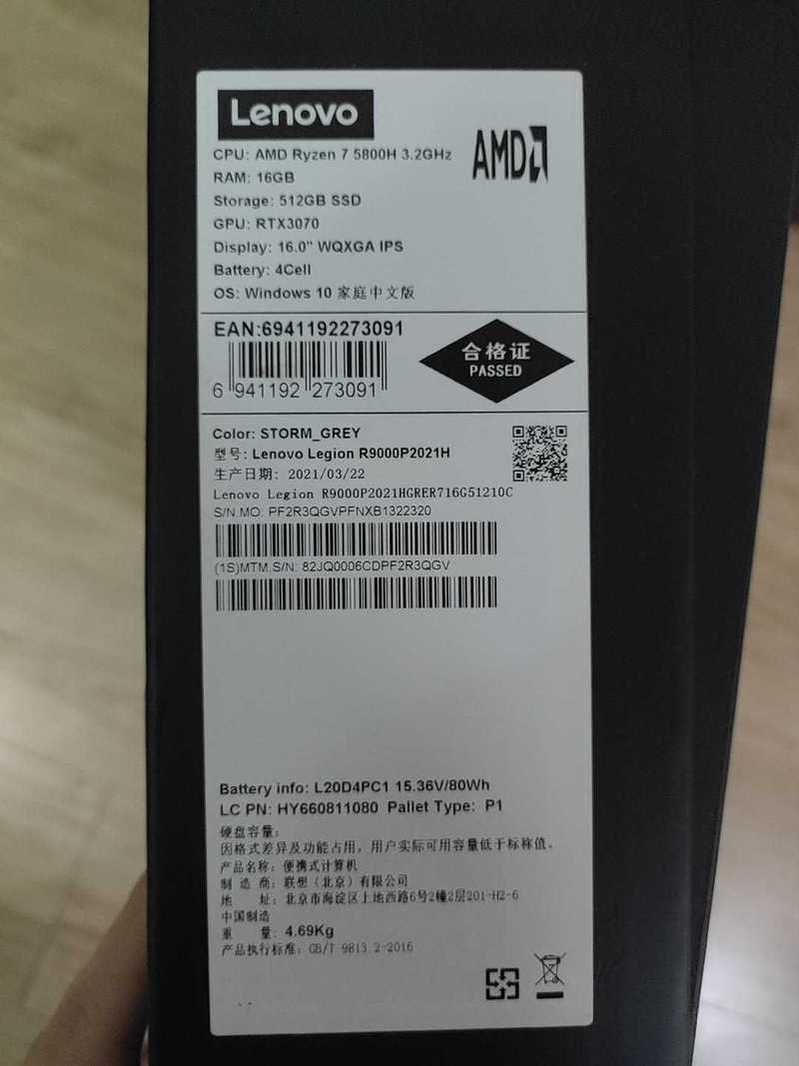 Lenovo
AMD
CPU: AMD Ryzen 7 5800H 3.2GHz
RAM: 16GB
Storage: 512GB SSD
GPU: RTX3070
Display: 16.0" WQXGA IPS
Battery: 4Cell
OS: Windows 10 家庭中文版
EAN:6941192273091
6 941192 273091
合格证
PASSED
Color: STORM_GREY
型号: Lenovo Legion R9000P2021H
生产日期: 2021/03/22
Lenovo Legion R9000P2021HGRER716G51210C
S/N.MO: PF2R3QGVPFNXB1322320
(1S)MTM.S/N: 82JQ0006CDPF2R3QGV
Battery info: L20D4PC1 15.36V/80Wh
LC PN: HY660811080 Pallet Type: P1
硬盘容量:
因格式差异及功能占用，用户实际可用容量低于标称值。
产品名称: 便携式计算机
制 造 商: 联想（北京）有限公司
地 址: 北京市海淀区上地西路6号2幢2层201-H2-6
中国制造
重 量: 4.69Kg
产品执行标准: GB/T 9813.2-2016